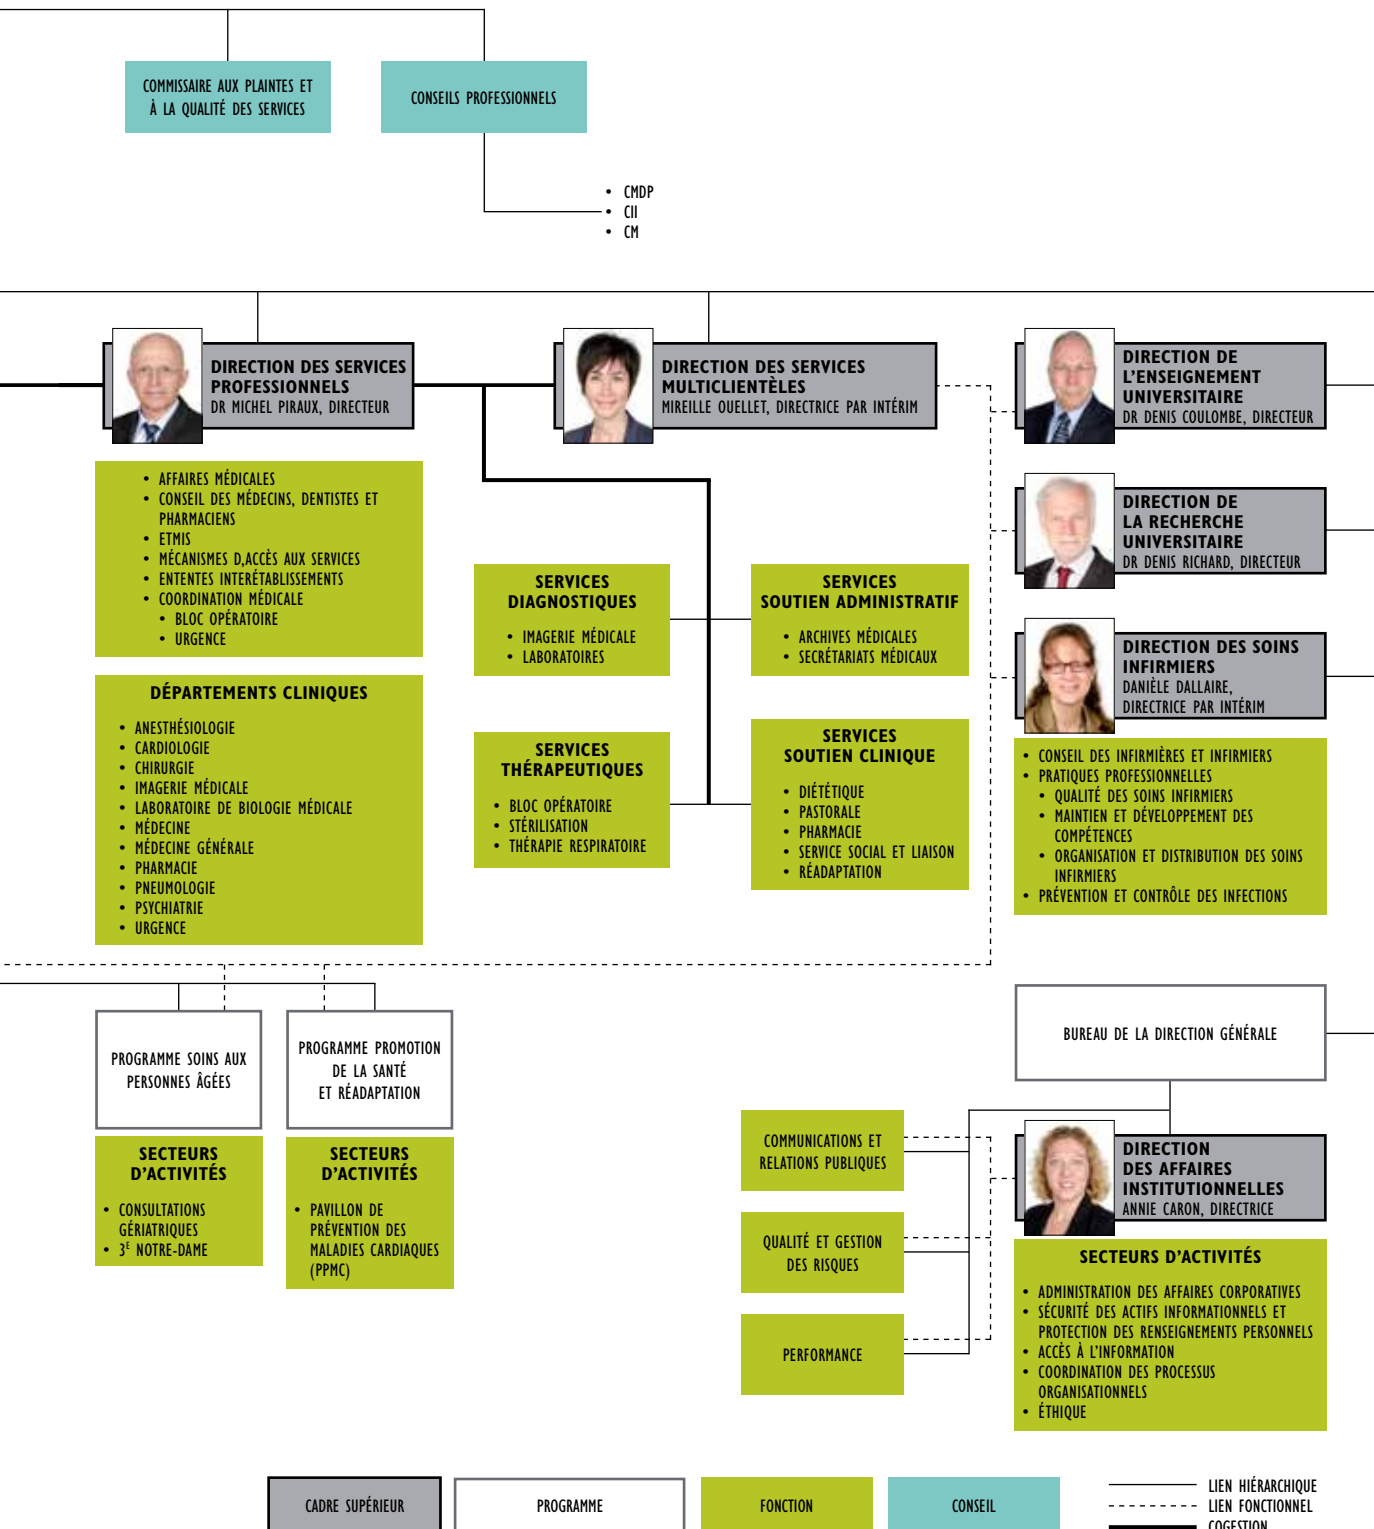 COMMISSAIRE AUX PLAINTES ET
À LA QUALITÉ DES SERVICES
CONSEILS PROFESSIONNELS
• CMDP
• CII
• CM
DIRECTION DES SERVICES
PROFESSIONNELS
DR MICHEL PIRAUX, DIRECTEUR
DIRECTION DES SERVICES
MULTICLIENTÈLES
MIREILLE OUELLET, DIRECTRICE PAR INTÉRIM
DIRECTION DE
L'ENSEIGNEMENT
UNIVERSITAIRE
DR DENIS COULOMBE, DIRECTEUR
• AFFAIRES MÉDICALES
• CONSEIL DES MÉDECINS, DENTISTES ET
PHARMACIENS
• ETMIS
• MÉCANISMES D,ACCÈS AUX SERVICES
• ENTENTES INTERÉTABLISSEMENTS
• COORDINATION MÉDICALE
• BLOC OPÉRATOIRE
• URGENCE
DIRECTION DE
LA RECHERCHE
UNIVERSITAIRE
DR DENIS RICHARD, DIRECTEUR
SERVICES
DIAGNOSTIQUES
• IMAGERIE MÉDICALE
• LABORATOIRES
SERVICES
SOUTIEN ADMINISTRATIF
• ARCHIVES MÉDICALES
• SECRÉTARIATS MÉDICAUX
DIRECTION DES SOINS
INFIRMIERS
DANIÈLE DALLAIRE,
DIRECTRICE PAR INTÉRIM
DÉPARTEMENTS CLINIQUES
• ANESTHÉSIOLOGIE
• CARDIOLOGIE
• CHIRURGIE
• IMAGERIE MÉDICALE
• LABORATOIRE DE BIOLOGIE MÉDICALE
• MÉDECINE
• MÉDECINE GÉNÉRALE
• PHARMACIE
• PNEUMOLOGIE
• PSYCHIATRIE
• URGENCE
SERVICES
THÉRAPEUTIQUES
• BLOC OPÉRATOIRE
• STÉRILISATION
• THÉRAPIE RESPIRATOIRE
SERVICES
SOUTIEN CLINIQUE
• DIÉTÉTIQUE
• PASTORALE
• PHARMACIE
• SERVICE SOCIAL ET LIAISON
• RÉADAPTATION
• CONSEIL DES INFIRMIÈRES ET INFIRMIERS
• PRATIQUES PROFESSIONNELLES
• QUALITÉ DES SOINS INFIRMIERS
• MAINTIEN ET DÉVELOPPEMENT DES
COMPÉTENCES
• ORGANISATION ET DISTRIBUTION DES SOINS
INFIRMIERS
• PRÉVENTION ET CONTRÔLE DES INFECTIONS
PROGRAMME SOINS AUX
PERSONNES ÂGÉES
PROGRAMME PROMOTION
DE LA SANTÉ
ET RÉADAPTATION
BUREAU DE LA DIRECTION GÉNÉRALE
SECTEURS
D'ACTIVITÉS
• CONSULTATIONS
GÉRIATRIQUES
• 3E NOTRE-DAME
SECTEURS
D'ACTIVITÉS
• PAVILLON DE
PRÉVENTION DES
MALADIES CARDIAQUES
(PPMC)
COMMUNICATIONS ET
RELATIONS PUBLIQUES
QUALITÉ ET GESTION
DES RISQUES
PERFORMANCE
DIRECTION
DES AFFAIRES
INSTITUTIONNELLES
ANNIE CARON, DIRECTRICE
SECTEURS D'ACTIVITÉS
• ADMINISTRATION DES AFFAIRES CORPORATIVES
• SÉCURITÉ DES ACTIFS INFORMATIONNELS ET
PROTECTION DES RENSEIGNEMENTS PERSONNELS
• ACCÈS À L'INFORMATION
• COORDINATION DES PROCESSUS
ORGANISATIONNELS
• ÉTHIQUE
CADRE SUPÉRIEUR
PROGRAMME
FONCTION
CONSEIL
LIEN HIÉRARCHIQUE
LIEN FONCTIONNEL
COGESTION